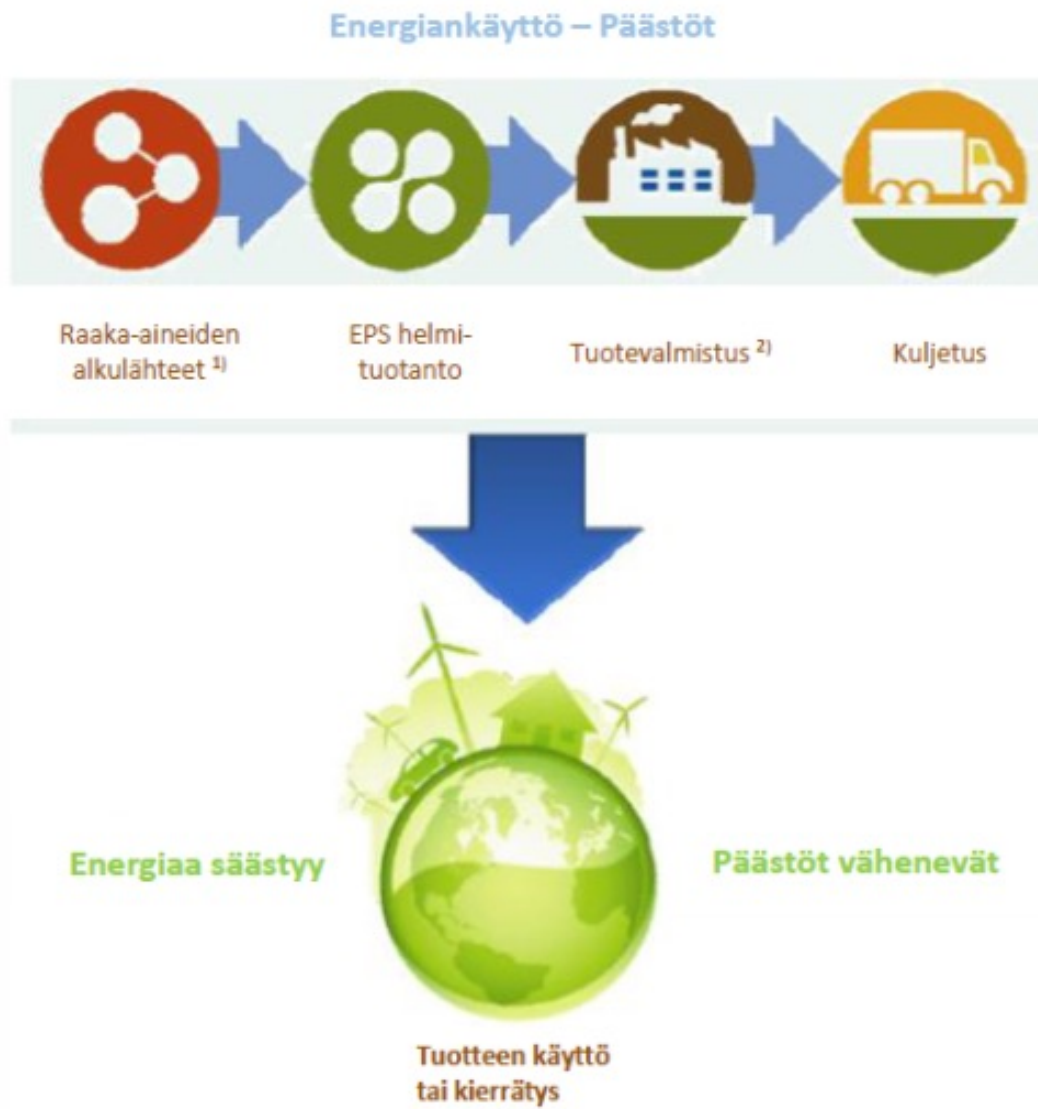 Energiankäyttö – Päästöt
Raaka-aineiden
alkulähteet ¹⁾
EPS helmi-
tuotanto
Tuotevalmistus ²⁾
Kuljetus
Energiaa säästyy
Päästöt vähenevät
Tuotteen käyttö
tai kierrätys